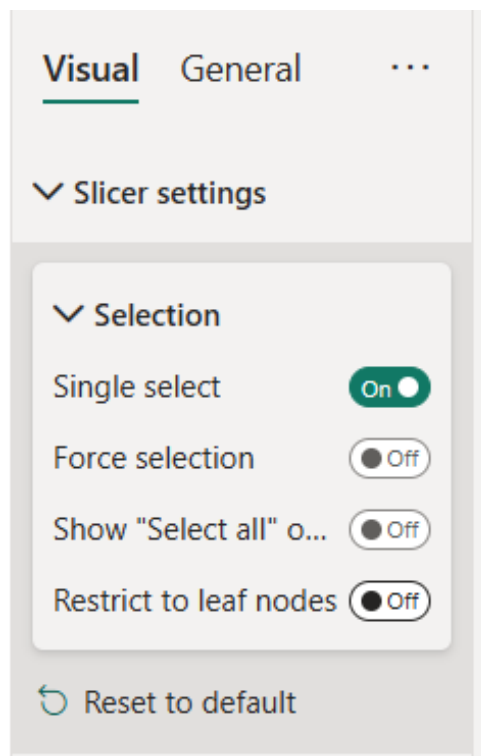 Visual General ...
Slicer settings
Selection
Single select On
Force selection Off
Show "Select all" o... Off
Restrict to leaf nodes Off
Reset to default